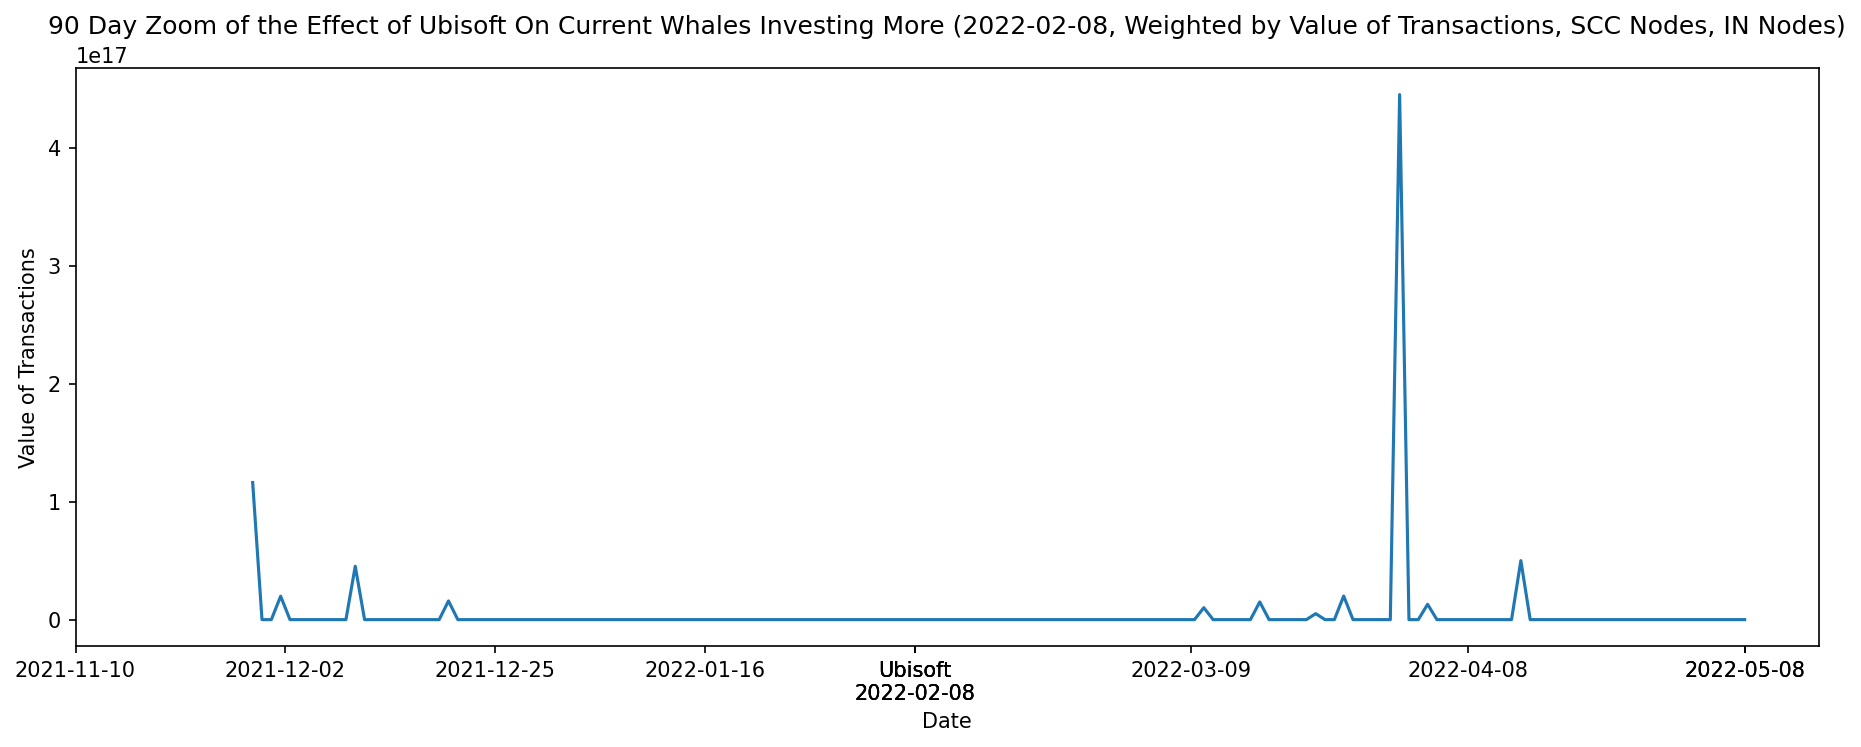 90 Day Zoom of the Effect of Ubisoft On Current Whales Investing More (2022-02-08, Weighted by Value of Transactions, SCC Nodes, IN Nodes)
1e17
4
3
2
1
0
Value of Transactions
2021-11-10
2021-12-02
2021-12-25
2022-01-16
Ubisoft
2022-02-08
2022-03-09
2022-04-08
2022-05-08
Date